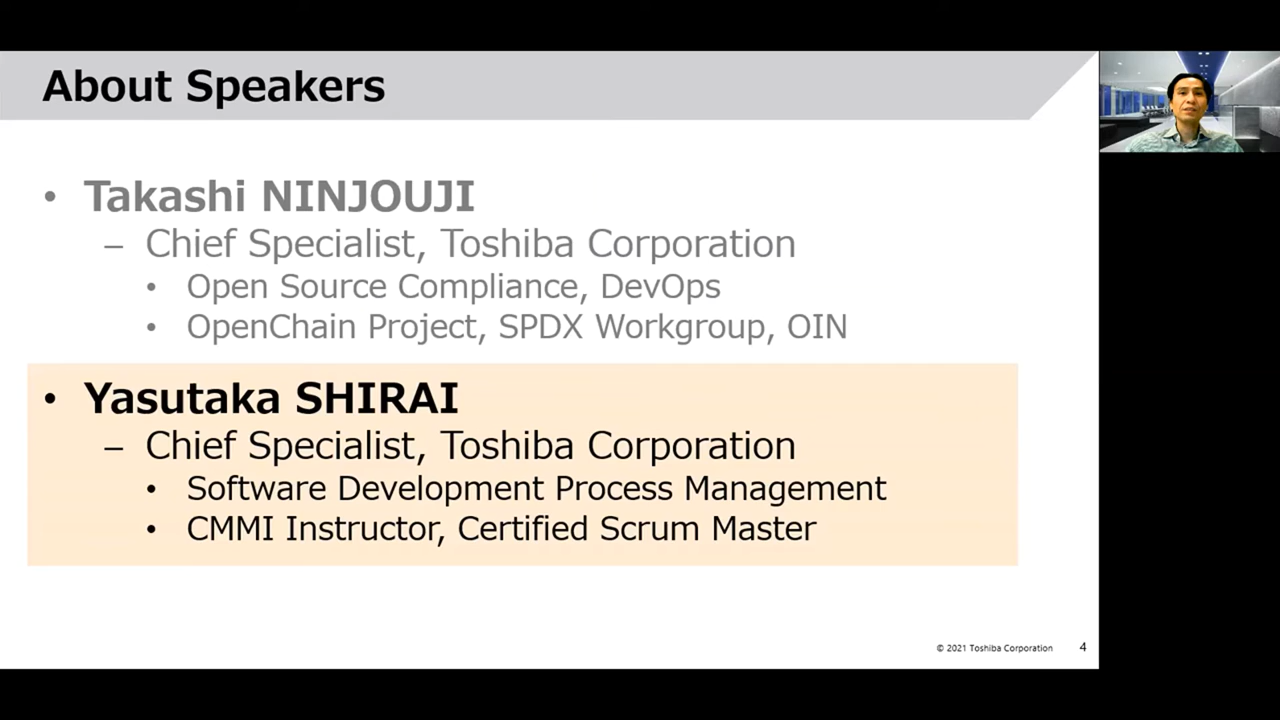 About Speakers
• Takashi NINJOUJI
– Chief Specialist, Toshiba Corporation
• Open Source Compliance, DevOps
• OpenChain Project, SPDX Workgroup, OIN
• Yasutaka SHIRAI
– Chief Specialist, Toshiba Corporation
• Software Development Process Management
• CMMI Instructor, Certified Scrum Master
© 2021 Toshiba Corporation 4